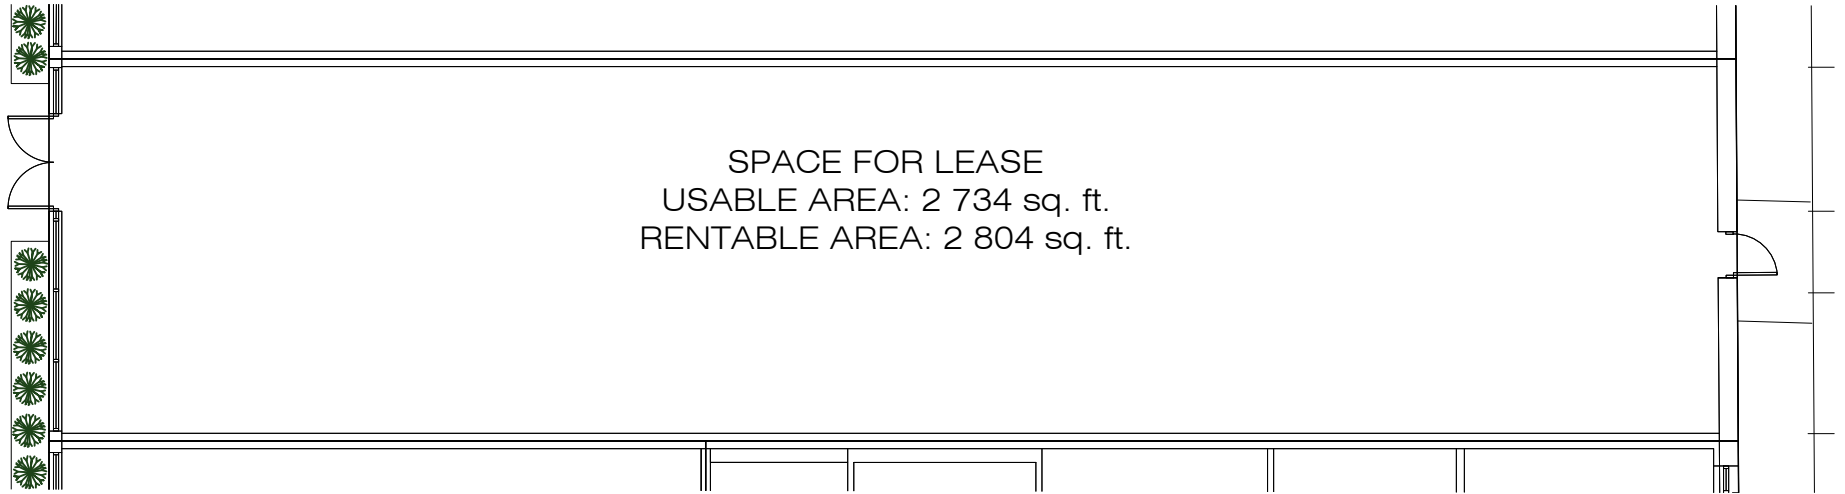 SPACE FOR LEASE
USABLE AREA: 2 734 sq. ft.
RENTABLE AREA: 2 804 sq. ft.